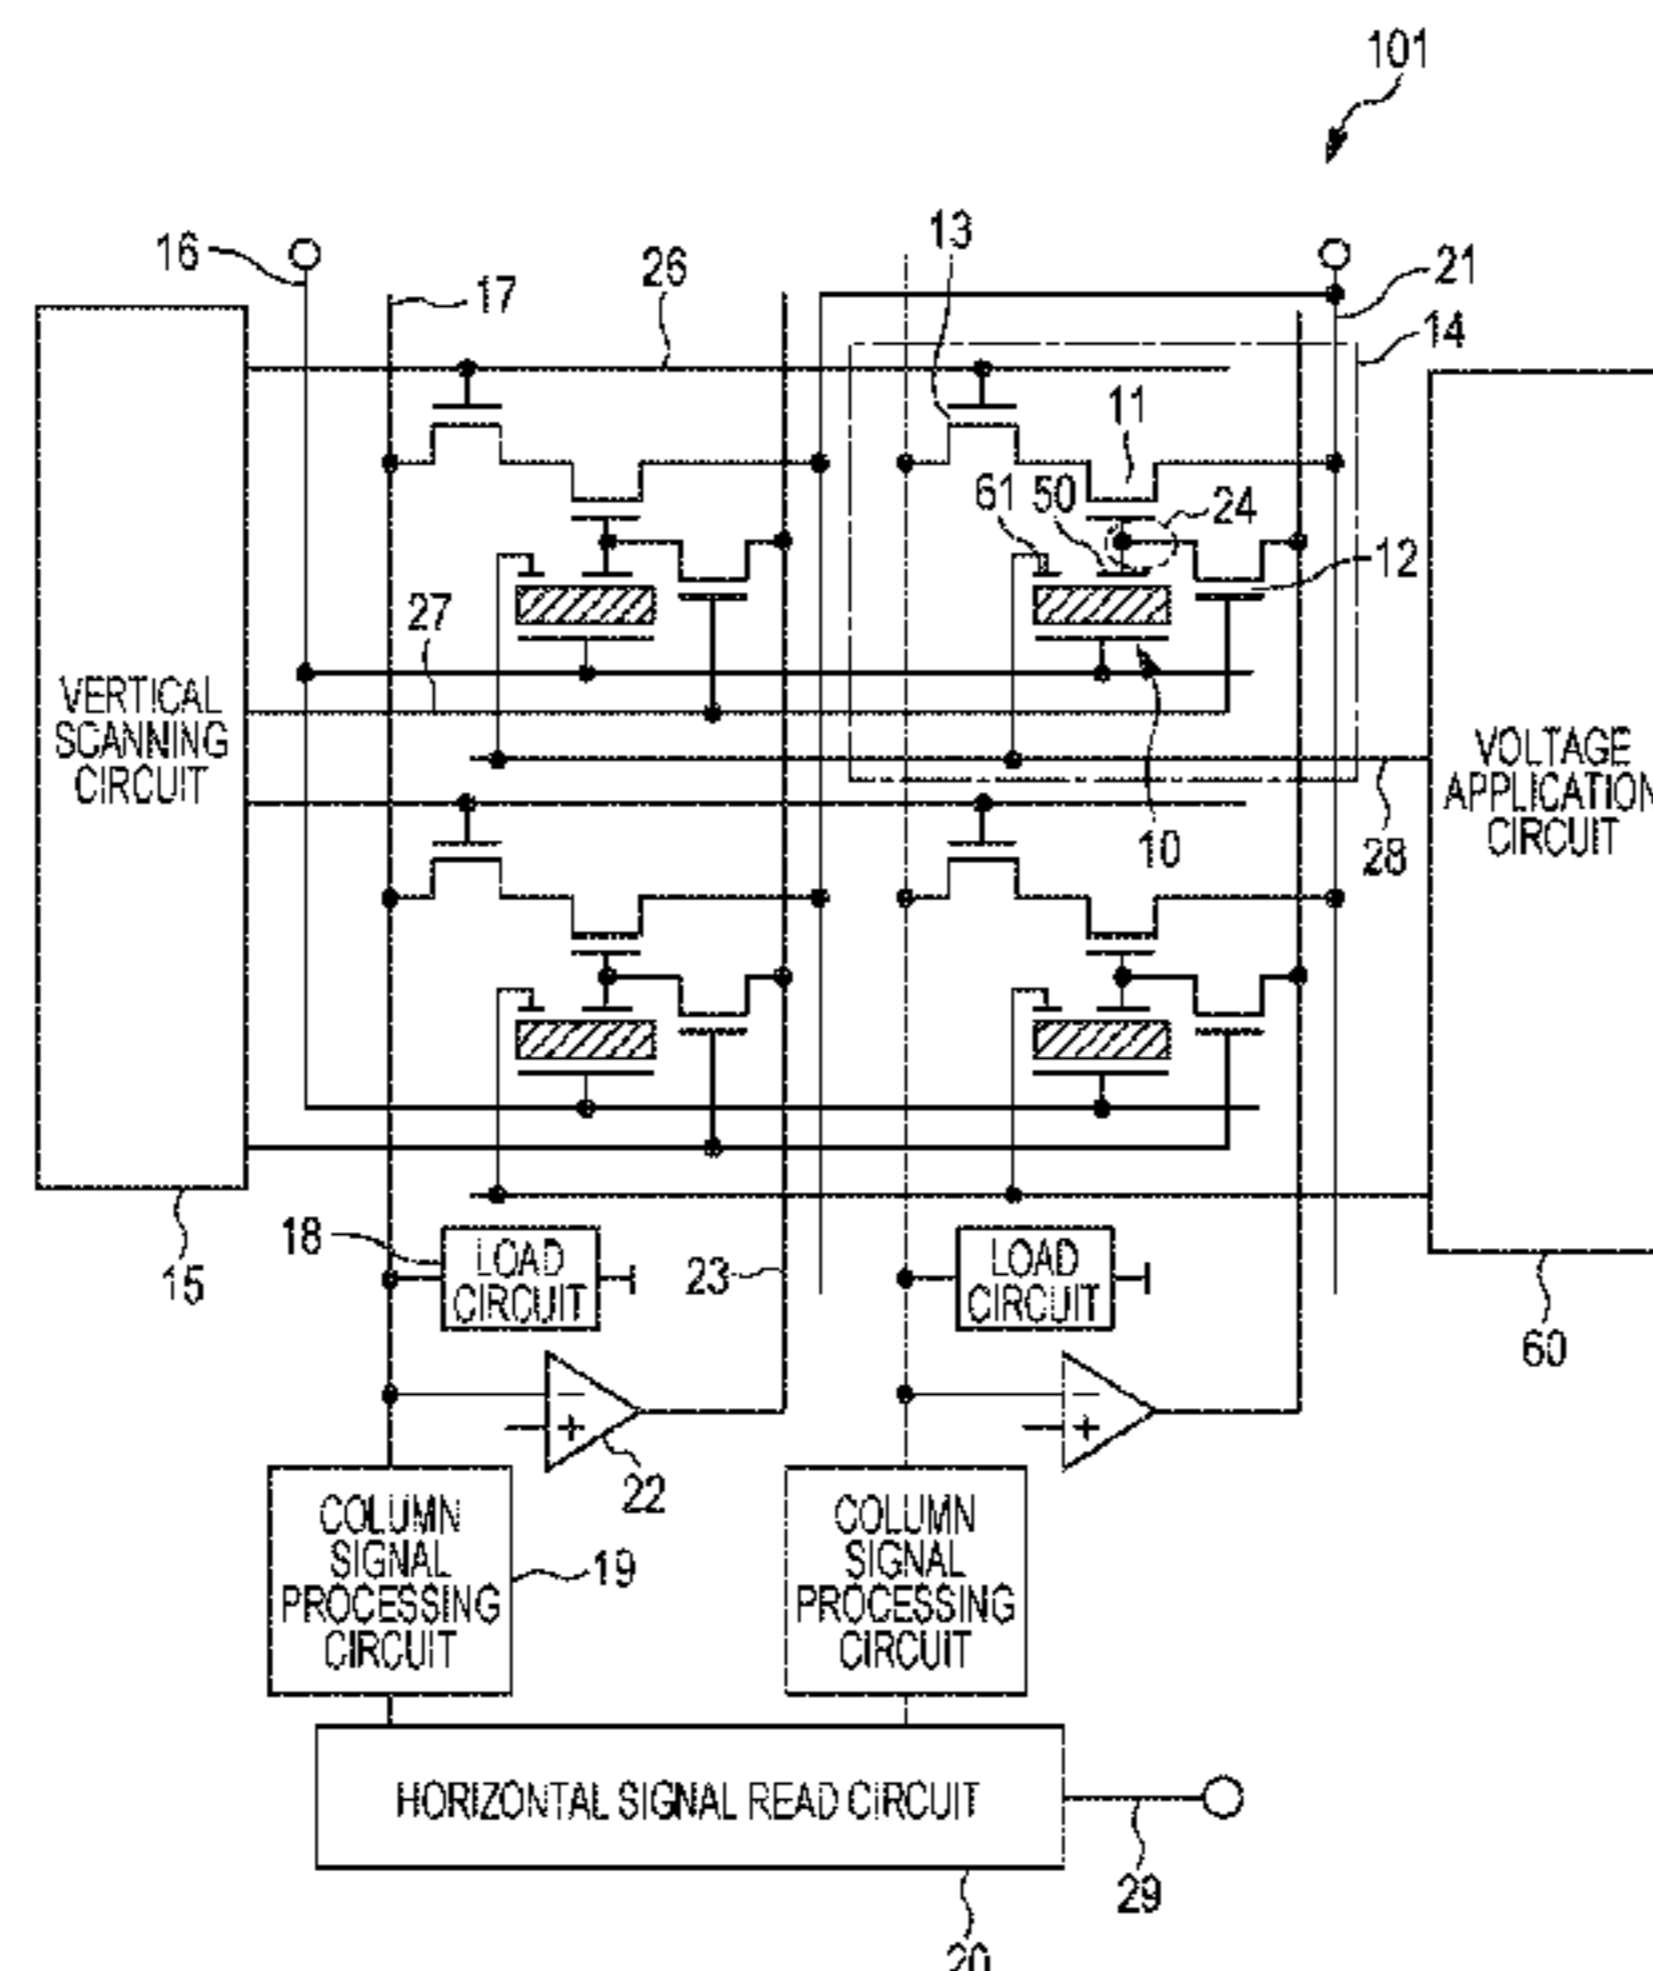 101
13
16
26
21
17
14
11
61
50
24
12
27
VERTICAL
SCANNING
CIRCUIT
VOLTAGE
APPLICATION
CIRCUIT
10
28
18
LOAD
CIRCUIT
23
LOAD
CIRCUIT
15
60
−
+
−
+
22
COLUMN
SIGNAL
PROCESSING
CIRCUIT
19
COLUMN
SIGNAL
PROCESSING
CIRCUIT
HORIZONTAL SIGNAL READ CIRCUIT
29
20